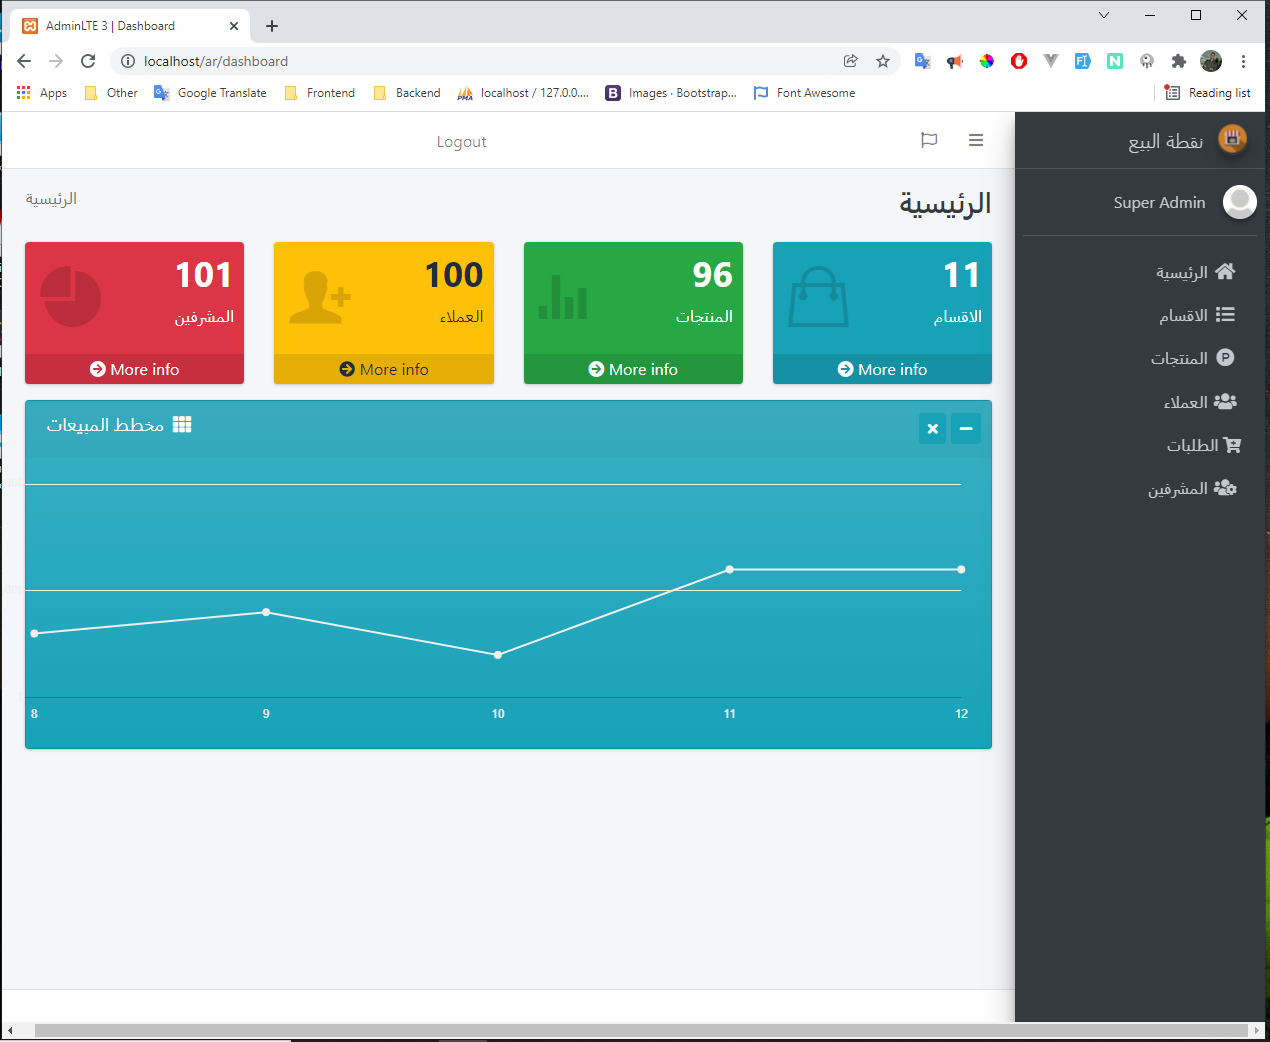 AdminLTE 3 | Dashboard
localhost/ar/dashboard
Apps
Other
Google Translate
Frontend
Backend
localhost / 127.0.0....
Images · Bootstrap...
Font Awesome
Reading list
نقطة البيع
Logout
Super Admin
الرئيسية
الاقسام
المنتجات
العملاء
الطلبات
المشرفين
الرئيسية
الرئيسية
11
الاقسام
More info
96
المنتجات
More info
100
العملاء
More info
101
المشرفين
More info
مخطط المبيعات
8 9 10 11 12